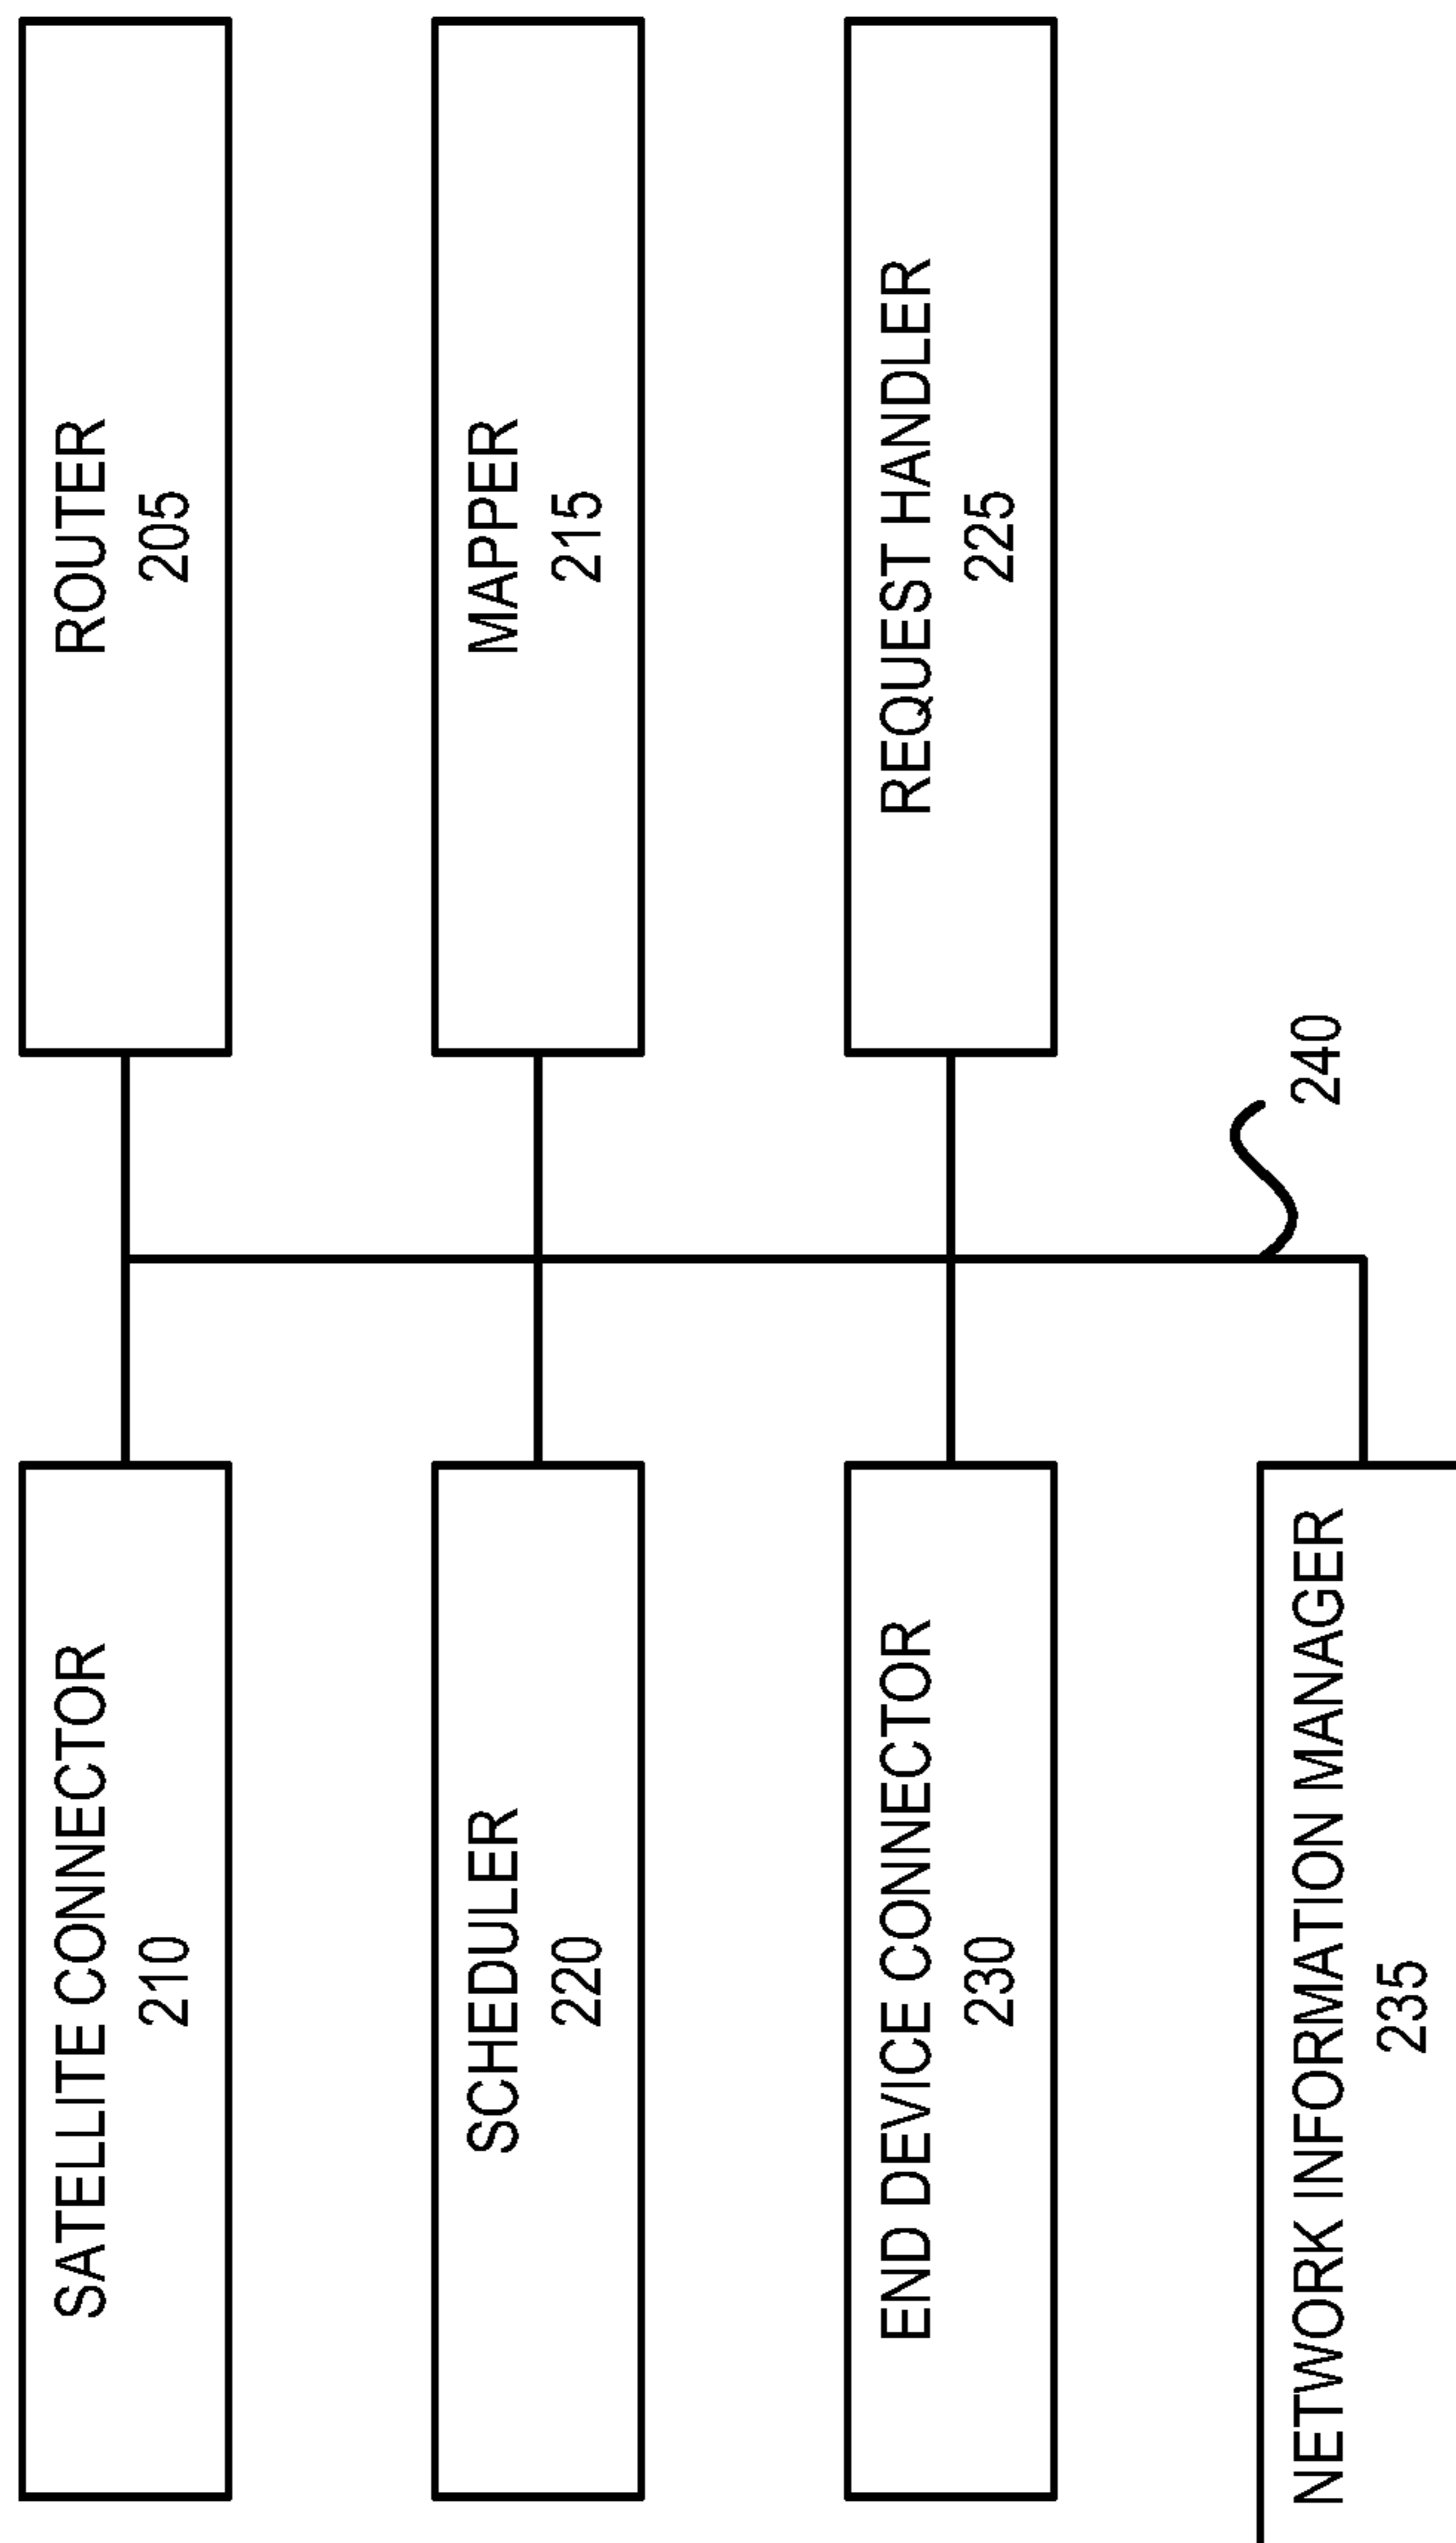 SATELLITE CONNECTOR
210
ROUTER
205
SCHEDULER
220
MAPPER
215
END DEVICE CONNECTOR
230
REQUEST HANDLER
225
NETWORK INFORMATION MANAGER
235
240